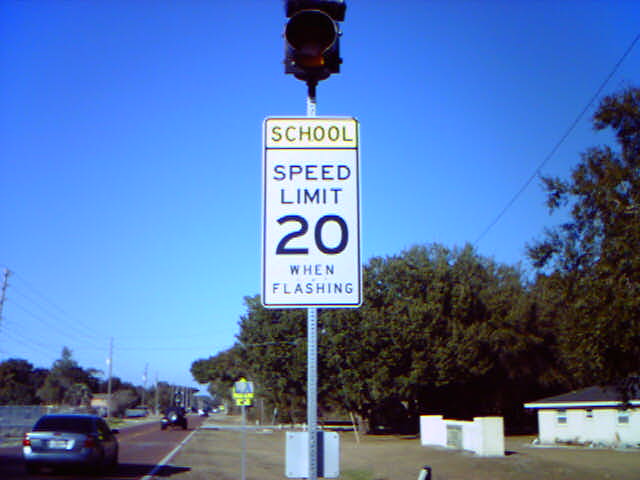 SCHOOL
SPEED
LIMIT
20
WHEN
FLASHING